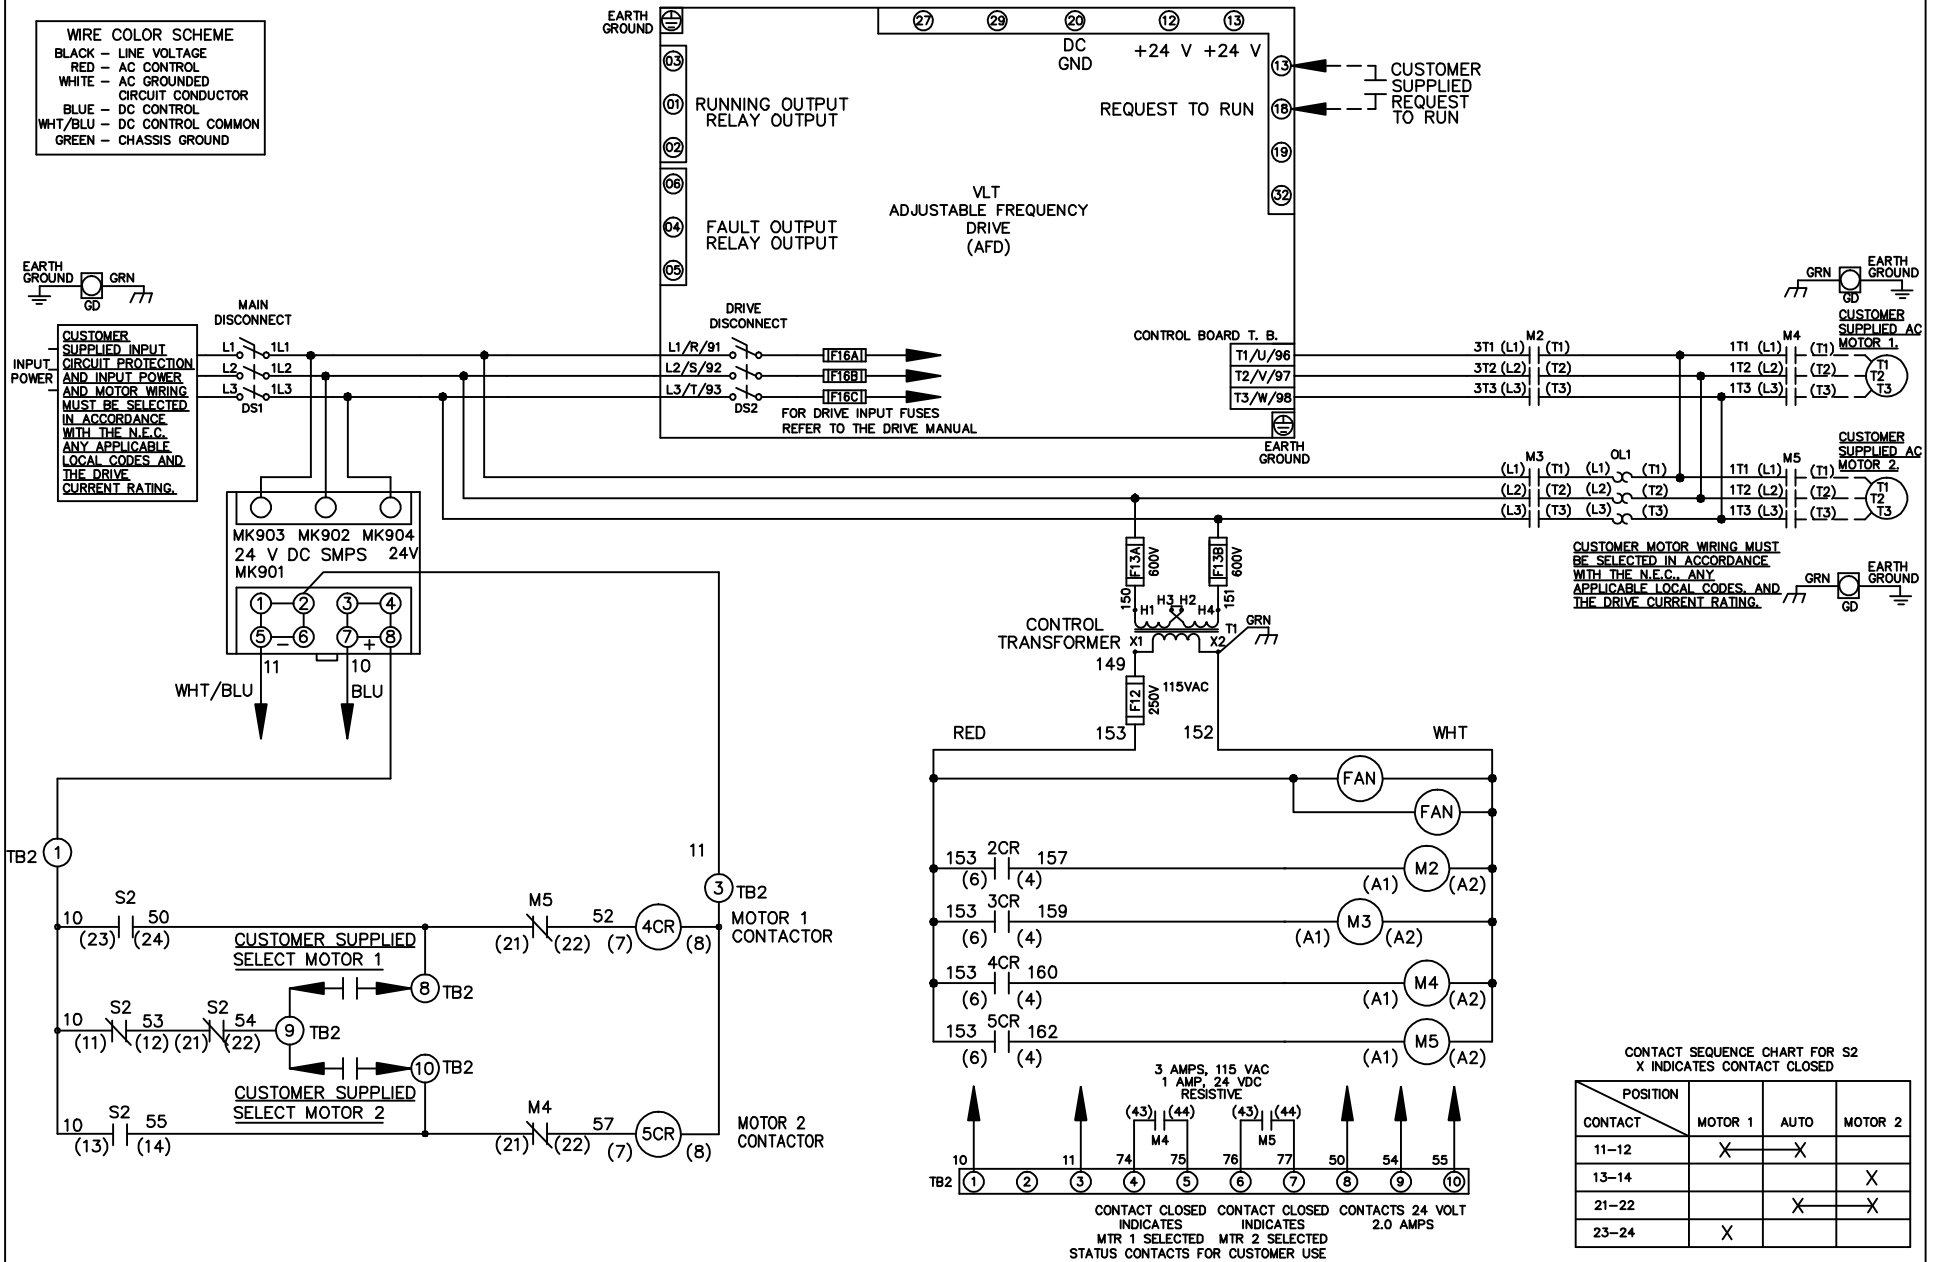 WIRE COLOR SCHEME
BLACK – LINE VOLTAGE
RED – AC CONTROL
WHITE – AC GROUNDED
CIRCUIT CONDUCTOR
BLUE – DC CONTROL
WHT/BLU – DC CONTROL COMMON
GREEN – CHASSIS GROUND
EARTH
GROUND
27 29 20 12 13
DC
GND
+24 V +24 V
03
01
02
RUNNING OUTPUT
RELAY OUTPUT
06
04
05
FAULT OUTPUT
RELAY OUTPUT
13
18
19
32
REQUEST TO RUN
CUSTOMER
SUPPLIED
REQUEST
TO RUN
VLT
ADJUSTABLE FREQUENCY
DRIVE
(AFD)
EARTH
GROUND
GRN
GD
INPUT
POWER
CUSTOMER
SUPPLIED INPUT
CIRCUIT PROTECTION
AND INPUT POWER
AND MOTOR WIRING
MUST BE SELECTED
IN ACCORDANCE
WITH THE N.E.C.
ANY APPLICABLE
LOCAL CODES AND
THE DRIVE
CURRENT RATING.
MAIN
DISCONNECT
L1 1L1
L2 1L2
L3 1L3
DS1
DRIVE
DISCONNECT
L1/R/91
L2/S/92
L3/T/93
DS2
F16A
F16B
F16C
FOR DRIVE INPUT FUSES
REFER TO THE DRIVE MANUAL
CONTROL BOARD T. B.
T1/U/96
T2/V/97
T3/W/98
EARTH
GROUND
M2
3T1 (L1) (T1)
3T2 (L2) (T2)
3T3 (L3) (T3)
M4
1T1 (L1) (T1)
1T2 (L2) (T2)
1T3 (L3) (T3)
GRN
EARTH
GROUND
GD
CUSTOMER
SUPPLIED AC
MOTOR 1.
T1
T2
T3
M3
(L1) (T1)
(L2) (T2)
(L3) (T3)
OL1
(L1) (T1)
(L2) (T2)
(L3) (T3)
M5
1T1 (L1) (T1)
1T2 (L2) (T2)
1T3 (L3) (T3)
CUSTOMER
SUPPLIED AC
MOTOR 2.
T1
T2
T3
CUSTOMER MOTOR WIRING MUST
BE SELECTED IN ACCORDANCE
WITH THE N.E.C., ANY
APPLICABLE LOCAL CODES, AND
THE DRIVE CURRENT RATING.
GRN
EARTH
GROUND
GD
MK903 MK902 MK904
24 V DC SMPS 24V
MK901
1 2 3 4
5 – 6 7 + 8
11 10
WHT/BLU BLU
F13A 600V
F13B 600V
150 151
H1 H3 H2 H4
CONTROL
TRANSFORMER
X1 X2 T1 GRN
149
F12 250V
115VAC
153 152
RED WHT
FAN
FAN
153 2CR 157 M2
(6) (4) (A1) (A2)
153 3CR 159 M3
(6) (4) (A1) (A2)
153 4CR 160 M4
(6) (4) (A1) (A2)
153 5CR 162 M5
(6) (4) (A1) (A2)
TB2 1
11
3 TB2
10 S2 50 M5 52 4CR
(23) (24) (21) (22) (7) (8)
MOTOR 1
CONTACTOR
CUSTOMER SUPPLIED
SELECT MOTOR 1
8 TB2
10 S2 53 S2 54 9 TB2
(11) (12) (21) (22)
10 TB2
CUSTOMER SUPPLIED
SELECT MOTOR 2
10 S2 55 M4 57 5CR
(13) (14) (21) (22) (7) (8)
MOTOR 2
CONTACTOR
3 AMPS, 115 VAC
1 AMP, 24 VDC
RESISTIVE
(43) (44) (43) (44)
M4 M5
10 11 74 75 76 77 50 54 55
TB2 1 2 3 4 5 6 7 8 9 10
CONTACT CLOSED
INDICATES
MTR 1 SELECTED
CONTACT CLOSED
INDICATES
MTR 2 SELECTED
CONTACTS 24 VOLT
2.0 AMPS
STATUS CONTACTS FOR CUSTOMER USE
CONTACT SEQUENCE CHART FOR S2
X INDICATES CONTACT CLOSED
POSITION
CONTACT MOTOR 1 AUTO MOTOR 2
11–12 X X
13–14 X
21–22 X X
23–24 X